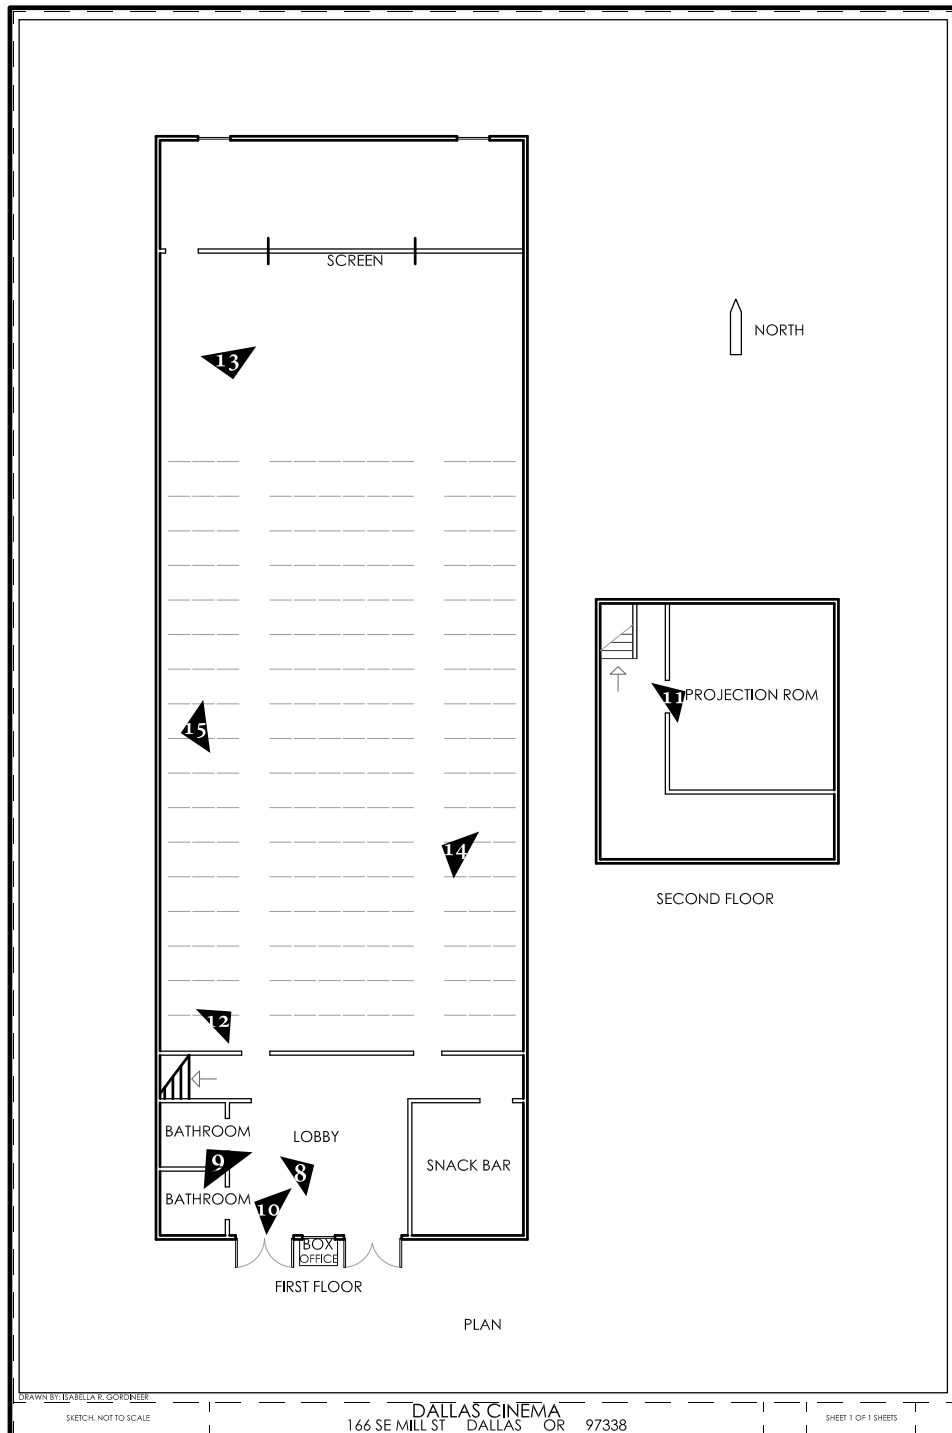 SCREEN
NORTH
13
15
11 PROJECTION ROM
14
SECOND FLOOR
12
BATHROOM
LOBBY
9
8
SNACK BAR
BATHROOM
10
BOX
OFFICE
FIRST FLOOR
PLAN
DRAWN BY: ISABELLA R. GORDINEER
SKETCH, NOT TO SCALE
DALLAS CINEMA
166 SE MILL ST DALLAS OR 97338
SHEET 1 OF 1 SHEETS